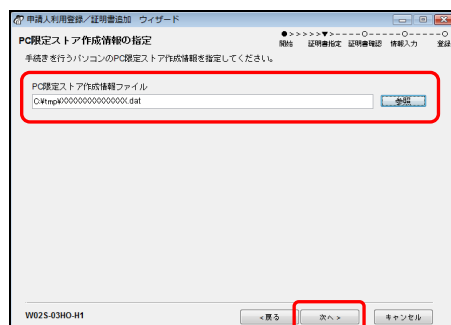 申請人利用登録/証明書追加 ウィザード
PC限定ストア作成情報の指定
●>>>>>▼>----○-----○-----○
開始 証明書指定 証明書確認 情報入力 登録
手続きを行うパソコンのPC限定ストア作成情報を指定してください。
PC限定ストア作成情報ファイル
C:¥tmp¥XXXXXXXXXXXXXXX.dat 参照
W02S-03HO-H1 <戻る 次へ> キャンセル